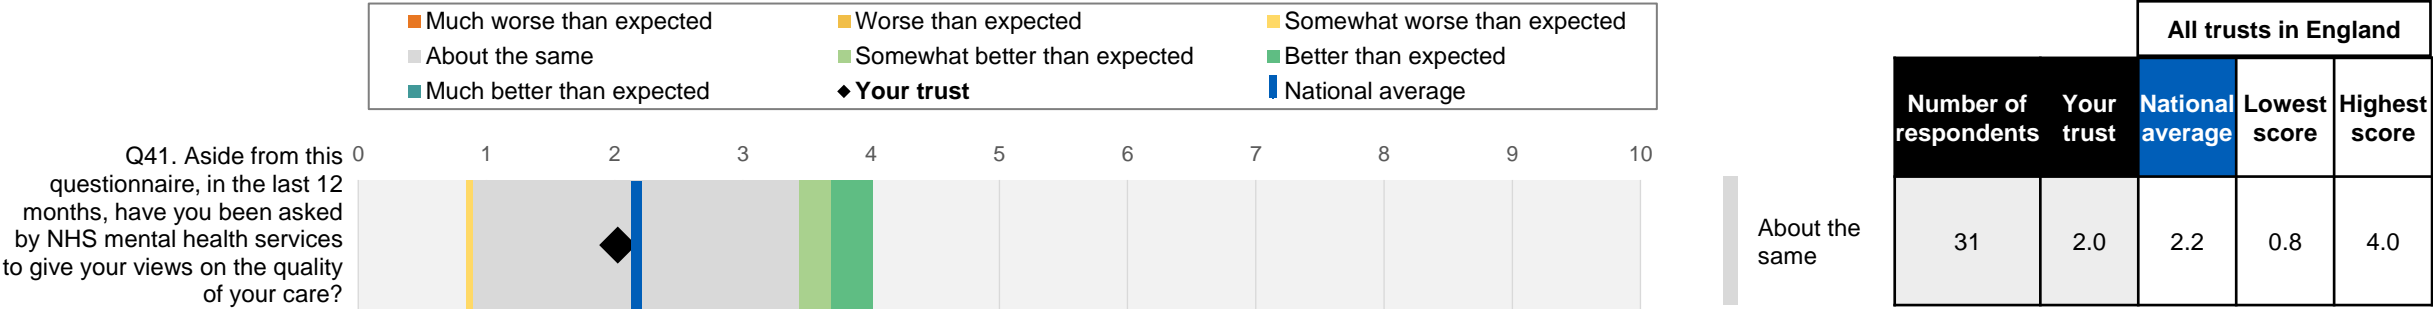 Much worse than expected
Worse than expected
Somewhat worse than expected
About the same
Somewhat better than expected
Better than expected
Much better than expected
Your trust
National average
All trusts in England
Number of respondents
Your trust
National average
Lowest score
Highest score
Q41. Aside from this
questionnaire, in the last 12
months, have you been asked
by NHS mental health services
to give your views on the quality
of your care?
0 1 2 3 4 5 6 7 8 9 10
About the
same
31 2.0 2.2 0.8 4.0